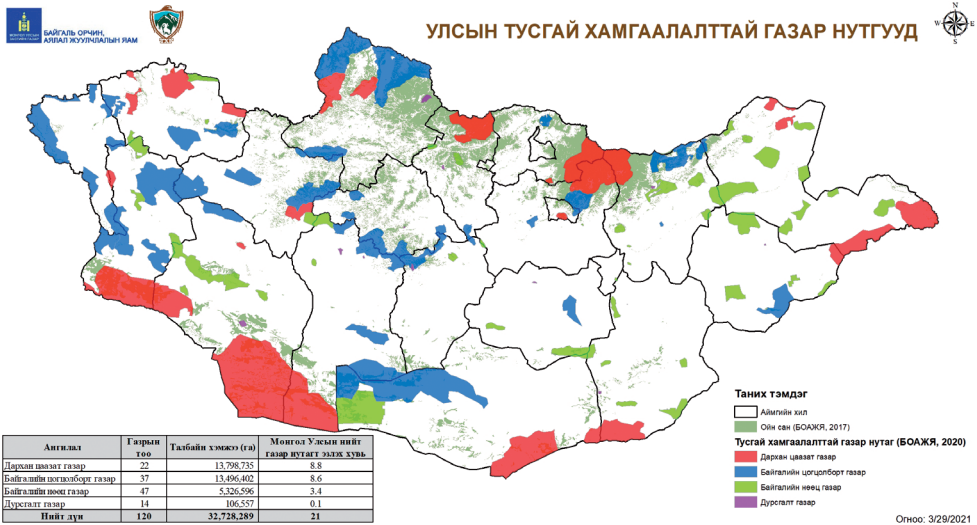 МОНГОЛ УЛСЫН
ЗАСГИЙН ГАЗАР
БАЙГАЛЬ ОРЧИН,
АЯЛАЛ ЖУУЛЧЛАЛЫН ЯАМ
УЛСЫН ТУСГАЙ ХАМГААЛАЛТТАЙ ГАЗАР НУТГУУД
N
W E
S
Таних тэмдэг
Аймгийн хил
Ойн сан (БОАЖЯ, 2017)
Тусгай хамгаалалттай газар нутаг (БОАЖЯ, 2020)
Дархан цаазат газар
Байгалийн цогцолборт газар
Байгалийн нөөц газар
Дурсгалт газар
Ангилал Газрын тоо Талбайн хэмжээ (га) Монгол Улсын нийт газар нутагт эзлэх хувь
Дархан цаазат газар 22 13,798,735 8.8
Байгалийн цогцолборт газар 37 13,496,402 8.6
Байгалийн нөөц газар 47 5,326,596 3.4
Дурсгалт газар 14 106,557 0.1
Нийт дүн 120 32,728,289 21
Огноо: 3/29/2021